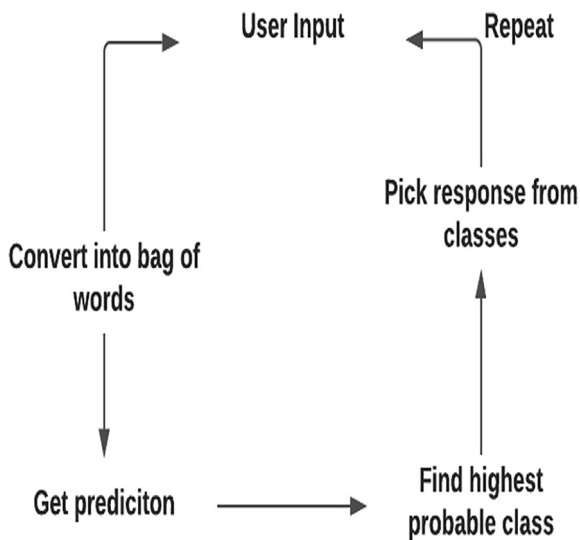 User Input
Repeat
Pick response from
classes
Convert into bag of
words
Get prediciton
Find highest
probable class